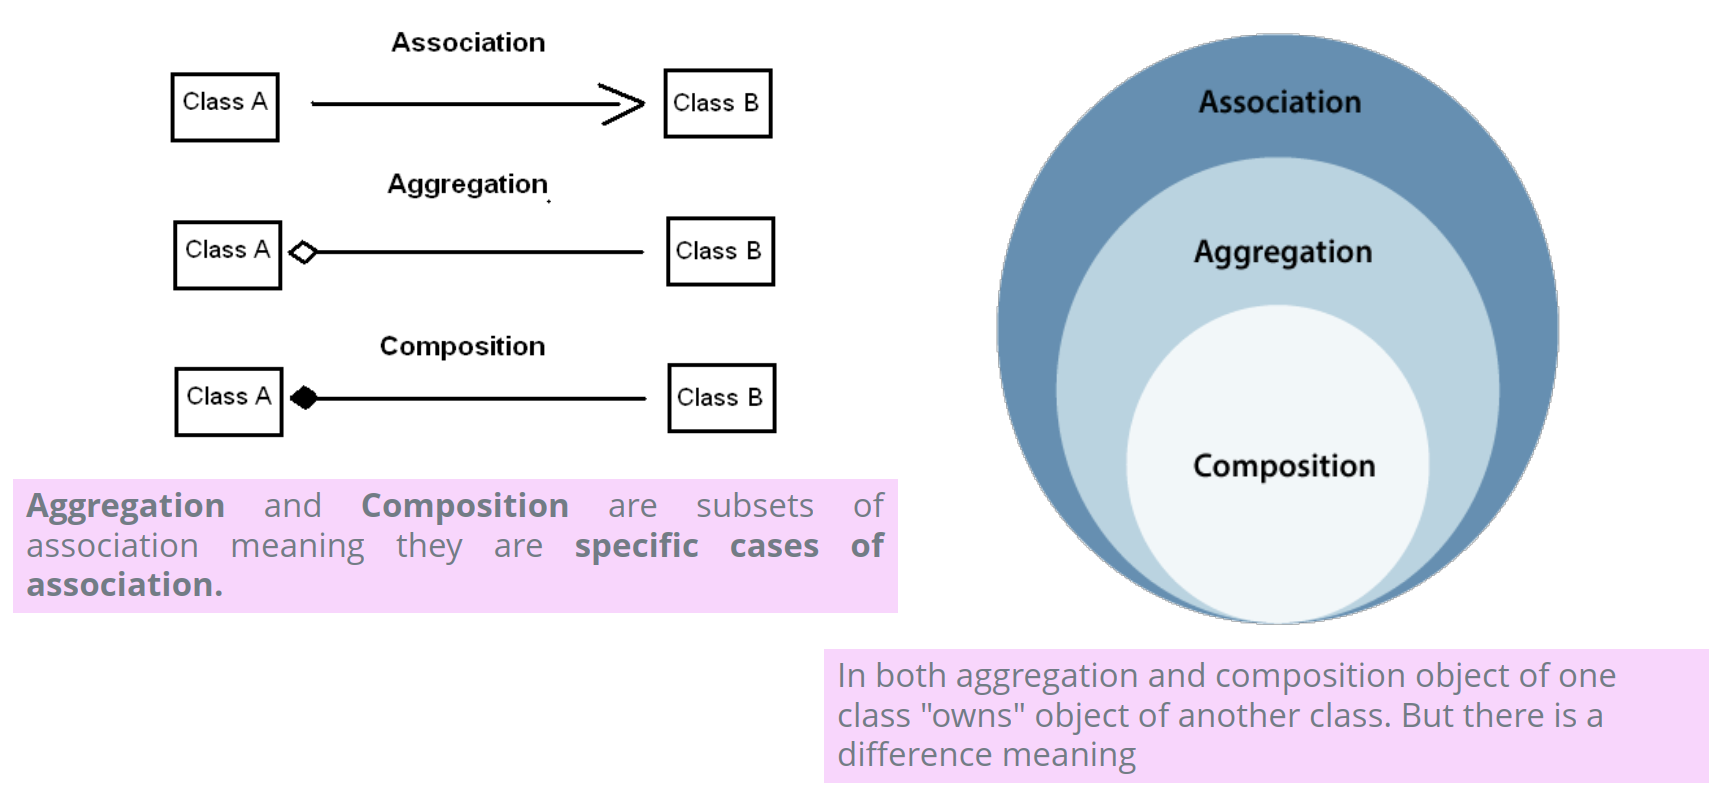 Association
Class A
Class B
Aggregation
Class A
Class B
Composition
Class A
Class B
Aggregation and Composition are subsets of
association meaning they are specific cases of
association.
Association
Aggregation
Composition
In both aggregation and composition object of one
class "owns" object of another class. But there is a
difference meaning